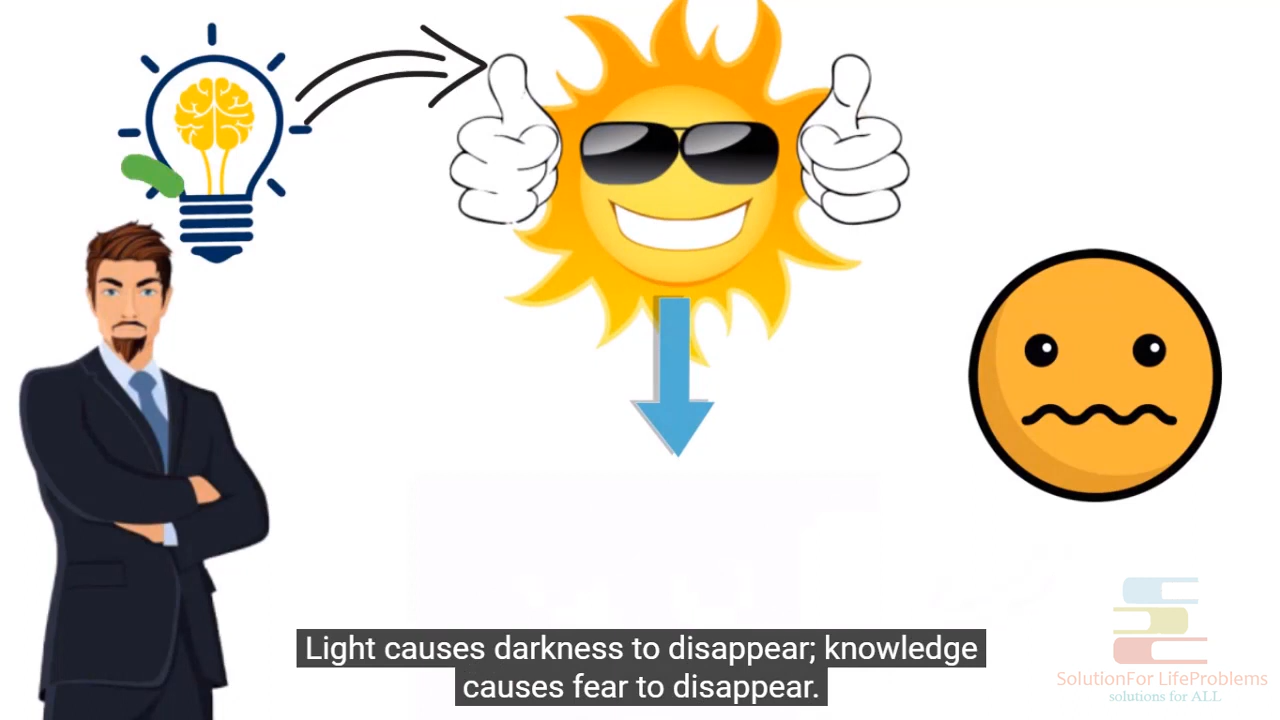 Light causes darkness to disappear; knowledge
causes fear to disappear.
SolutionFor LifeProblems
solutions for ALL